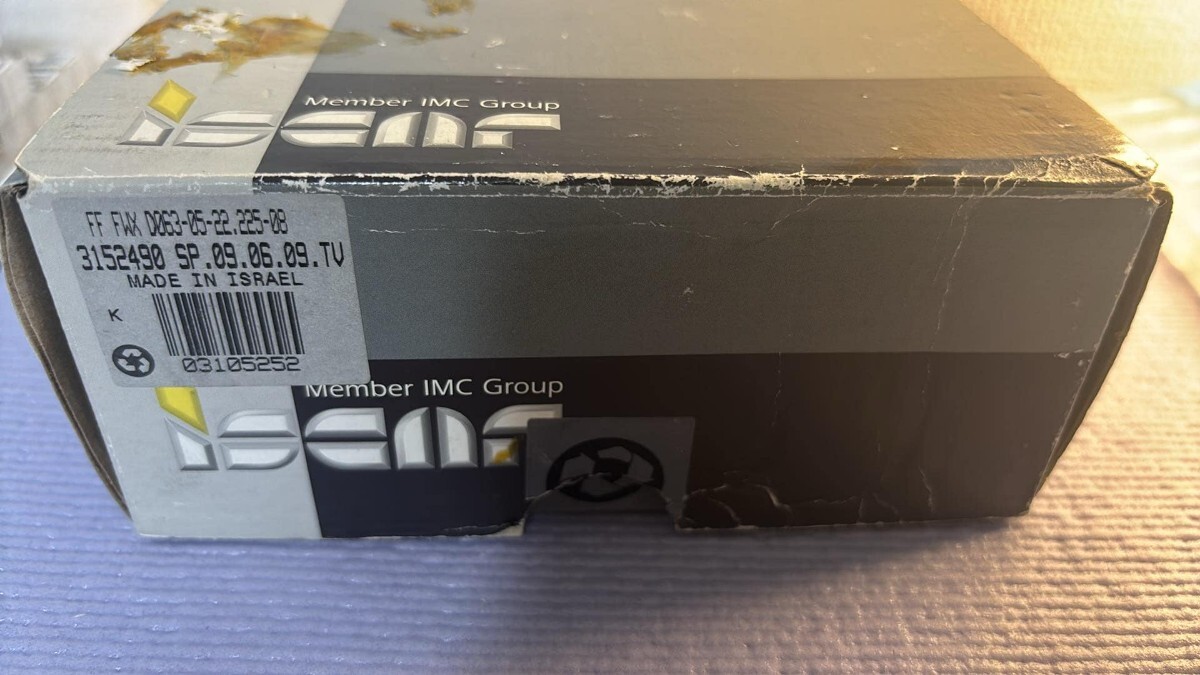 Member IMC Group
iscar
FF FWX D063-05-22.225-08
3152490 SP.09.06.09.TV
MADE IN ISRAEL
K
03105252
Member IMC Group
iscar